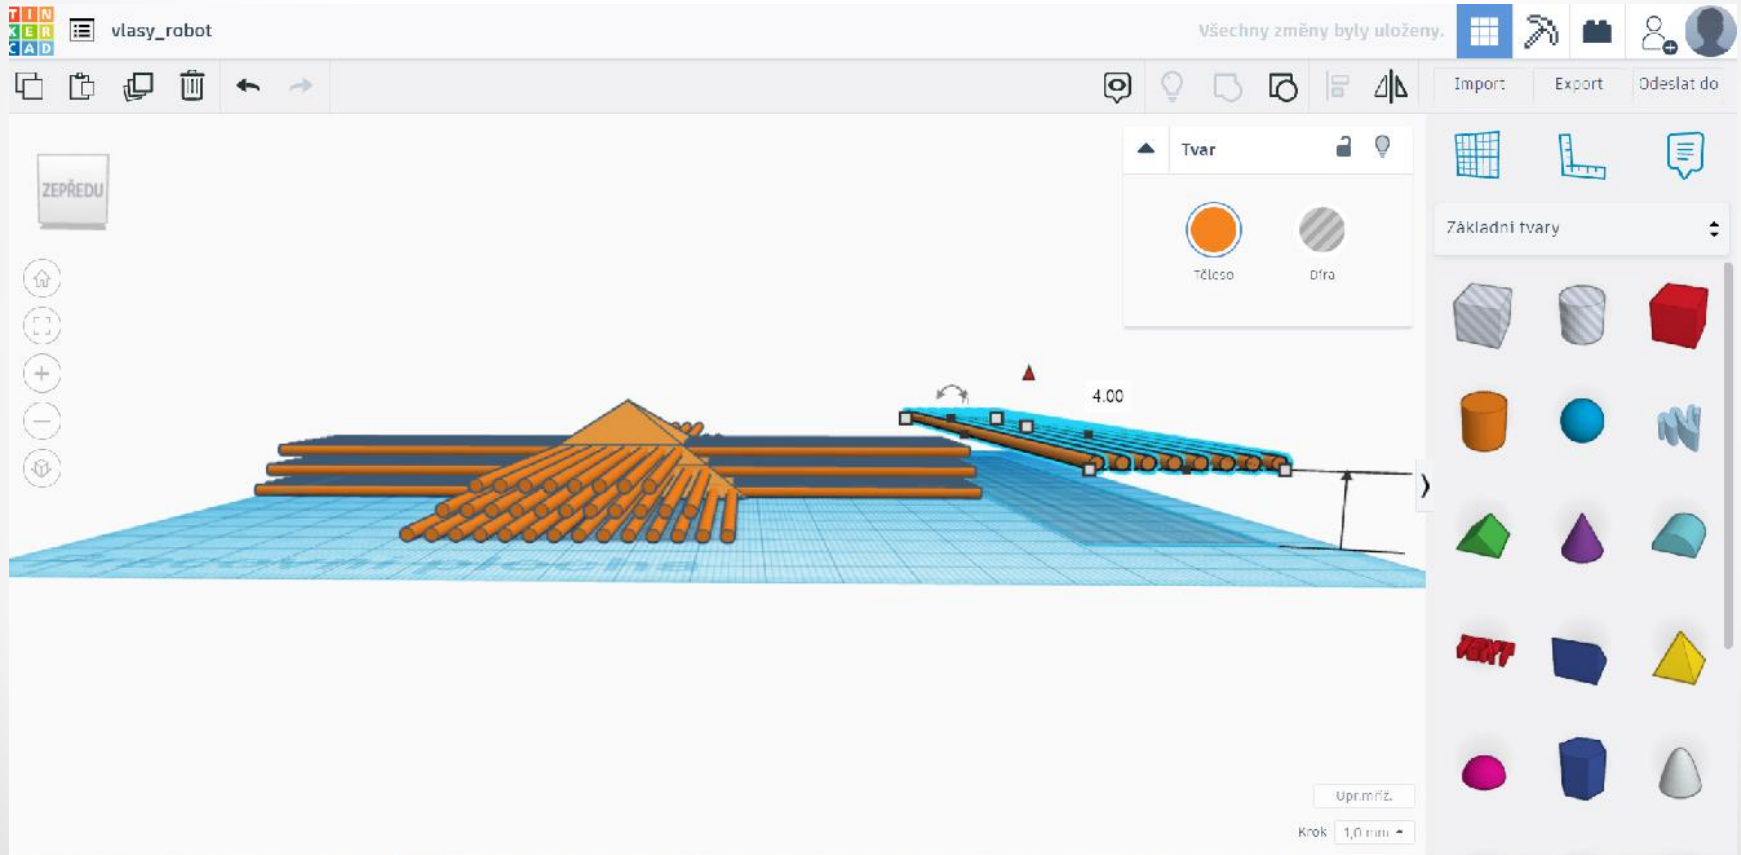 TIN
KER
CAD
vlasy_robot
Všechny změny byly uloženy.
Import
Export
Odeslat do
ZEPŘEDU
Tvar
Těleso
Díra
Základní tvary
4.00
TEXT
Upr.mříž.
Krok
1,0 mm